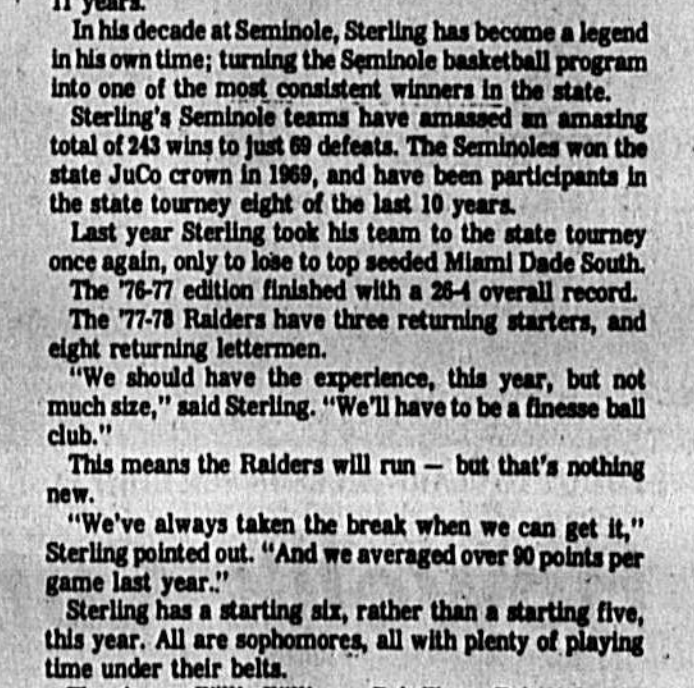 11 years.
In his decade at Seminole, Sterling has become a legend
in his own time; turning the Seminole basketball program
into one of the most consistent winners in the state.
Sterling's Seminole teams have amassed an amazing
total of 243 wins to just 69 defeats. The Seminoles won the
state JuCo crown in 1969, and have been participants in
the state tourney eight of the last 10 years.
Last year Sterling took his team to the state tourney
once again, only to lose to top seeded Miami Dade South.
The '76-77 edition finished with a 26-4 overall record.
The '77-78 Raiders have three returning starters, and
eight returning lettermen.
"We should have the experience, this year, but not
much size," said Sterling. "We'll have to be a finesse ball
club."
This means the Raiders will run — but that's nothing
new.
"We've always taken the break when we can get it,"
Sterling pointed out. "And we averaged over 90 points per
game last year."
Sterling has a starting six, rather than a starting five,
this year. All are sophomores, all with plenty of playing
time under their belts.